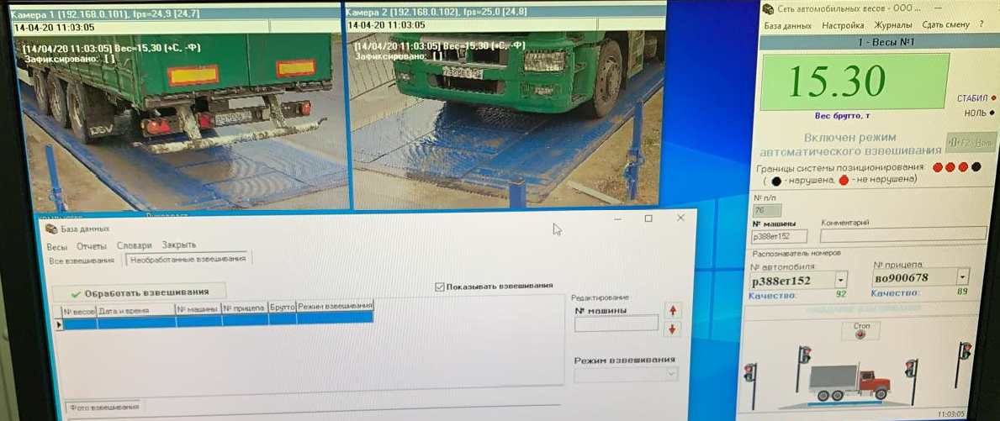 Камера 1 [192.168.0.101], fps=24,9 [24,7]
14-04-20 11:03:05
[14/04/20 11:03:05] Вес=15,30 (+С, -Ф)
Зафиксировано: [ ]
Камера 2 [192.168.0.102], fps=25,0 [24,8]
14-04-20 11:03:05
[14/04/20 11:03:05] Вес=15,30 (+С, -Ф)
Зафиксировано: [ ]
р388ет152
Сеть автомобильных весов - ООО ...
База данных Настройка Журналы Сдать смену ?
1 - Весы №1
15.30
СТАБИЛ
НОЛЬ
Вес брутто, т
Включен режим
автоматического взвешивания
F2 Ноль
Границы системы позиционирования:
( - нарушена, - не нарушена)
№ п/п
76
№ машины
Комментарий
р388ет152
Распознаватель номеров
№ автомобиля:
№ прицепа:
р388ет152
во900678
Качество: 92
Качество: 89
Стоп
11:03:05
База данных
Весы Отчеты Словари Закрыть
Все взвешивания Необработанные взвешивания
Обработать взвешивания
Показывать взвешивания
№ весов Дата и время № машины № прицепа Брутто Режим взвешивания
Редактирование
№ машины
Режим взвешивания
Фото взвешивания